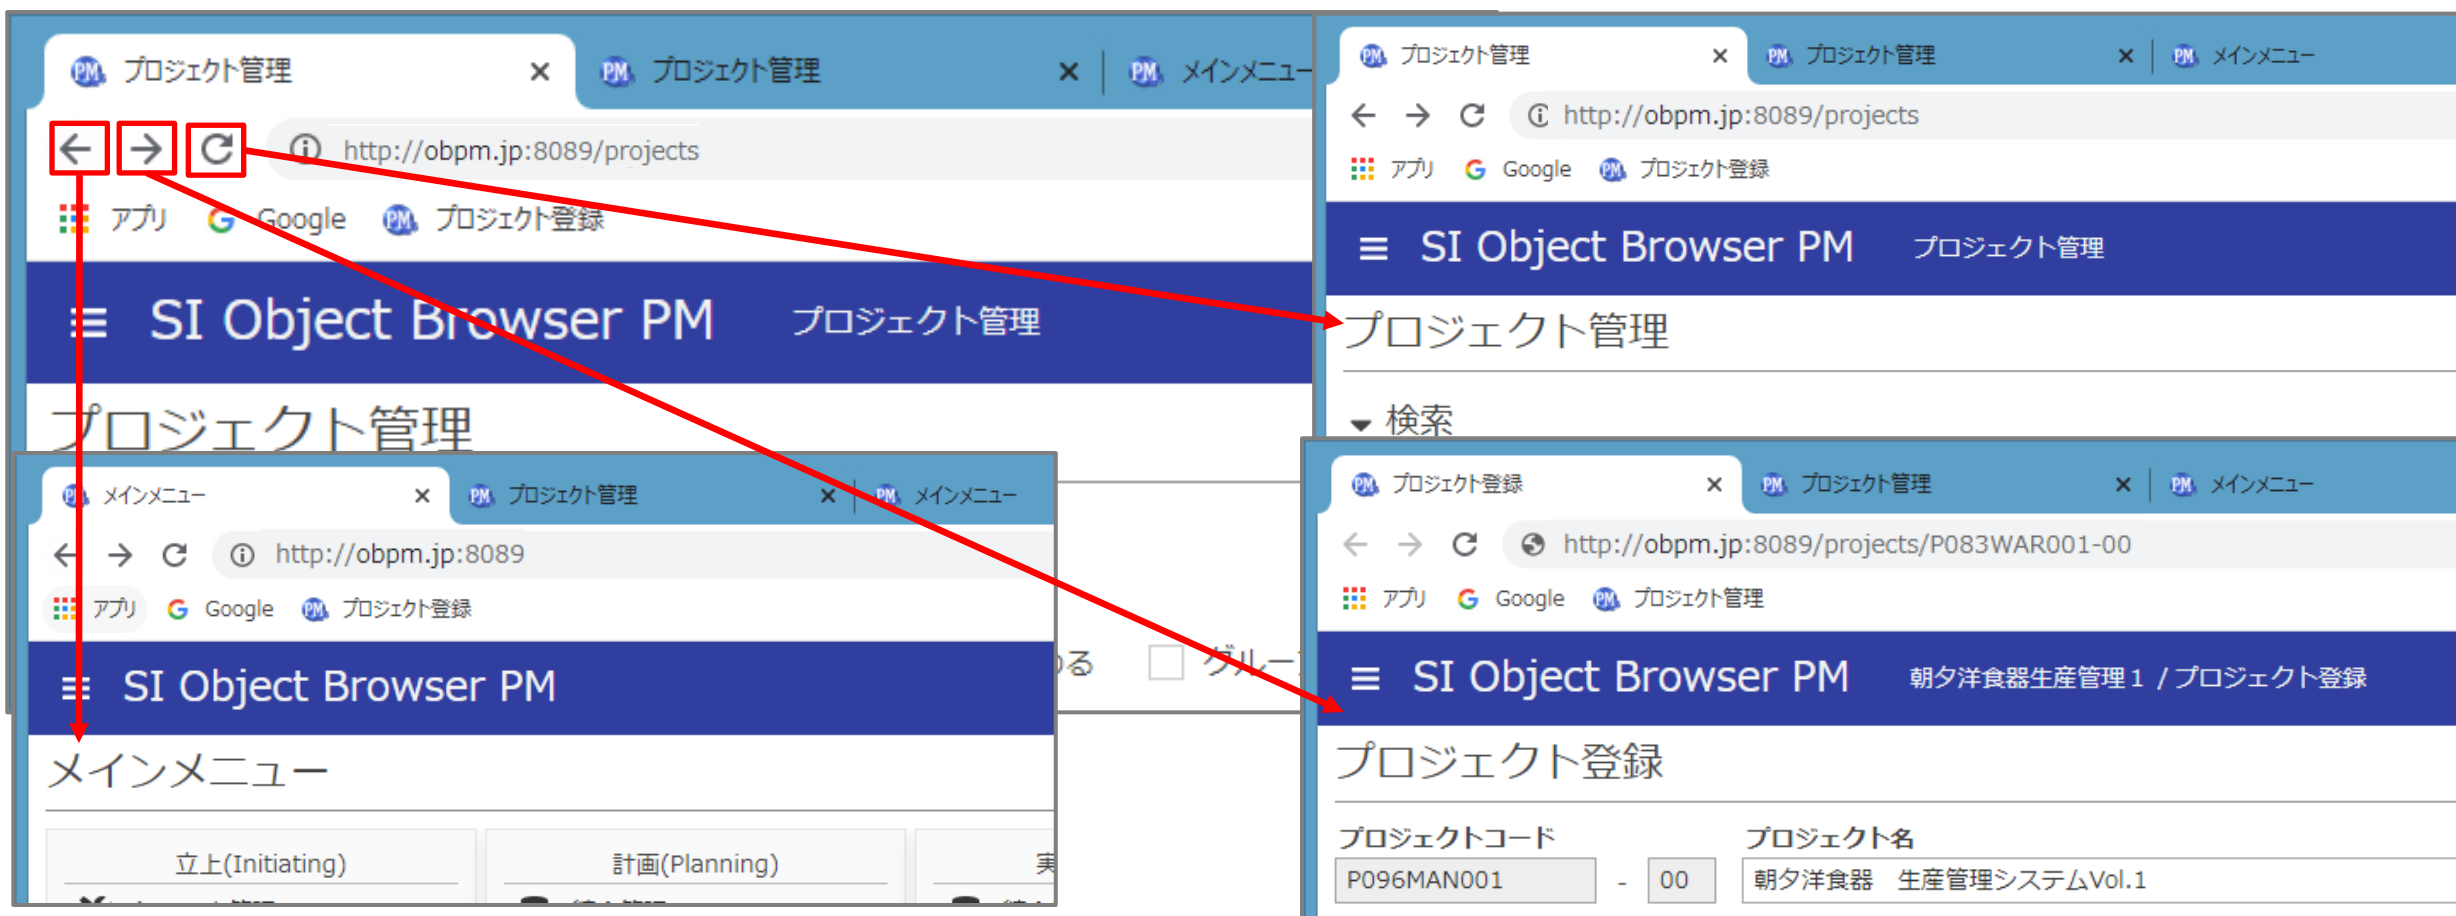 プロジェクト管理
プロジェクト管理
メインメニュー
http://obpm.jp:8089/projects
アプリ
Google
プロジェクト登録
SI Object Browser PM
プロジェクト管理
プロジェクト管理
プロジェクト管理
プロジェクト管理
メインメニュー
http://obpm.jp:8089/projects
アプリ
Google
プロジェクト登録
SI Object Browser PM
プロジェクト管理
プロジェクト管理
検索
メインメニュー
プロジェクト管理
メインメニュー
http://obpm.jp:8089
アプリ
Google
プロジェクト登録
SI Object Browser PM
メインメニュー
立上(Initiating)
計画(Planning)
プロジェクト登録
プロジェクト管理
メインメニュー
http://obpm.jp:8089/projects/P083WAR001-00
アプリ
Google
プロジェクト管理
SI Object Browser PM
朝夕洋食器生産管理１ / プロジェクト登録
プロジェクト登録
プロジェクトコード
プロジェクト名
P096MAN001 - 00
朝夕洋食器　生産管理システムVol.1